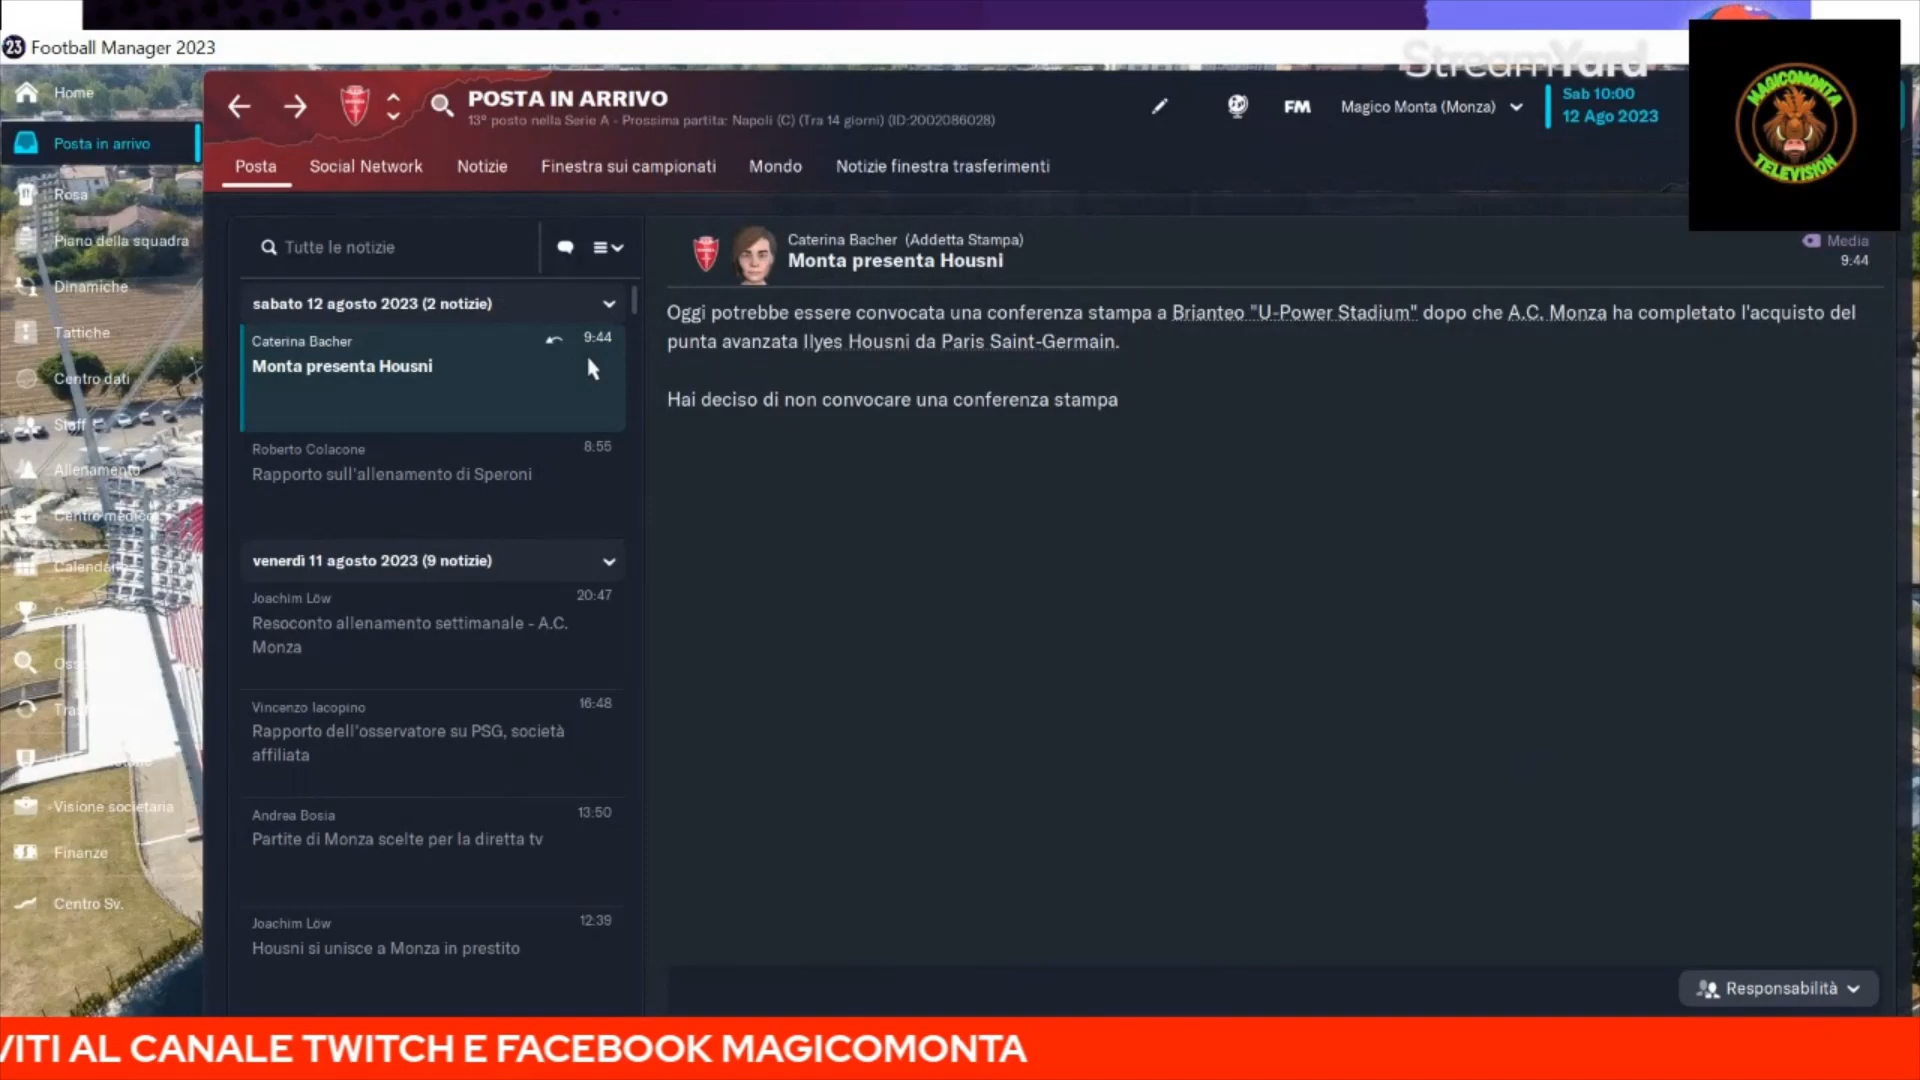 Football Manager 2023
StreamYard
MAGICOMONTA
TELEVISION
Home
Posta in arrivo
Rosa
Piano della squadra
Dinamiche
Tattiche
Centro dati
Staff
Allenamento
Centro medico
Calendario
Visione societaria
Finanze
Centro Sv.
POSTA IN ARRIVO
13° posto nella Serie A - Prossima partita: Napoli (C) (Tra 14 giorni) (ID:2002086028)
FM
Magico Monta (Monza)
Sab 10:00
12 Ago 2023
Posta
Social Network
Notizie
Finestra sui campionati
Mondo
Notizie finestra trasferimenti
Tutte le notizie
sabato 12 agosto 2023 (2 notizie)
Caterina Bacher 9:44
Monta presenta Housni
Roberto Colacone 8:55
Rapporto sull'allenamento di Speroni
venerdì 11 agosto 2023 (9 notizie)
Joachim Löw 20:47
Resoconto allenamento settimanale - A.C.
Monza
Vincenzo Iacopino 16:48
Rapporto dell'osservatore su PSG, società
affiliata
Andrea Bosia 13:50
Partite di Monza scelte per la diretta tv
Joachim Löw 12:39
Housni si unisce a Monza in prestito
Caterina Bacher (Addetta Stampa)
Monta presenta Housni
Media
9:44
Oggi potrebbe essere convocata una conferenza stampa a Brianteo "U-Power Stadium" dopo che A.C. Monza ha completato l'acquisto del
punta avanzata Ilyes Housni da Paris Saint-Germain.
Hai deciso di non convocare una conferenza stampa
Responsabilità
VITI AL CANALE TWITCH E FACEBOOK MAGICOMONTA